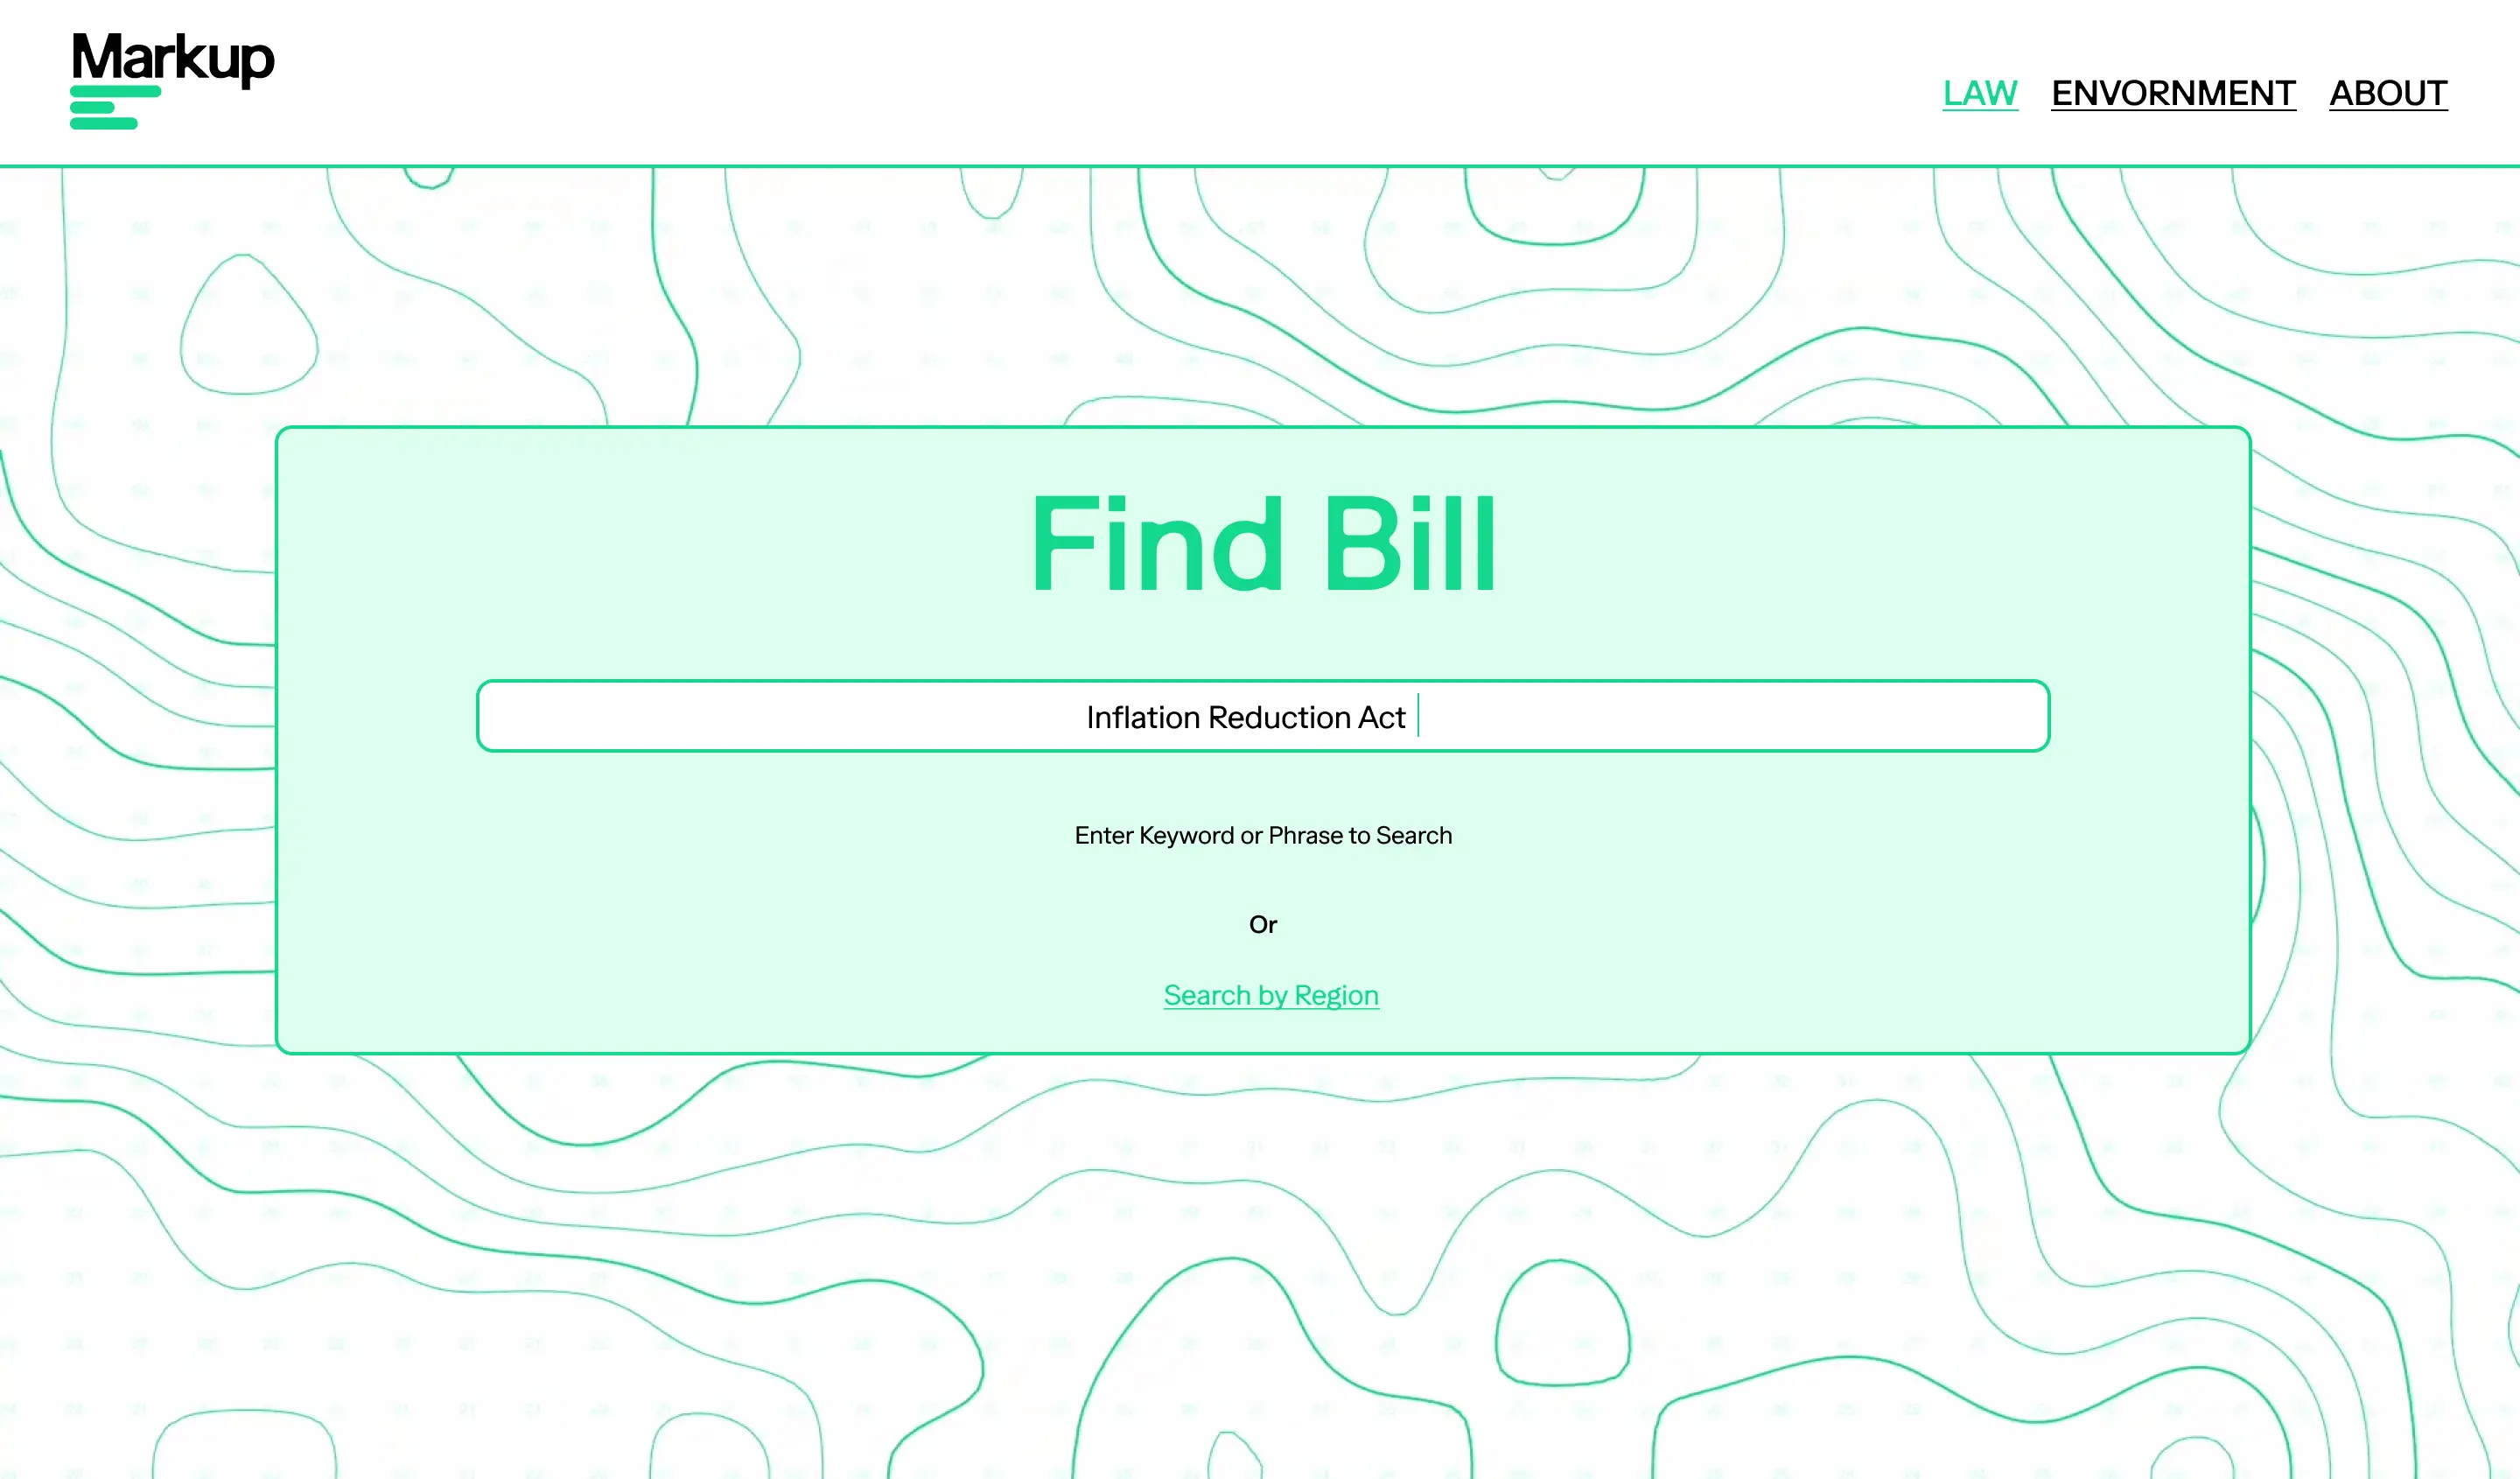 Markup
LAW ENVORNMENT ABOUT
Find Bill
Inflation Reduction Act
Enter Keyword or Phrase to Search
Or
Search by Region